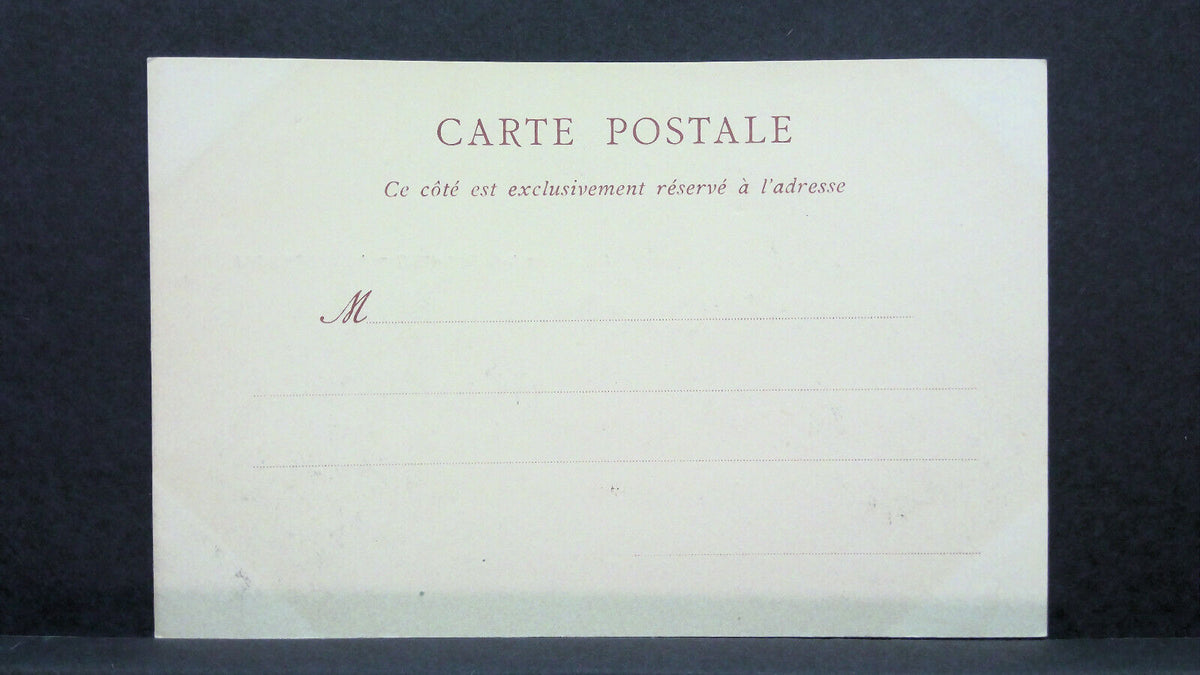 CARTE POSTALE
Ce côté est exclusivement réservé à l'adresse
M